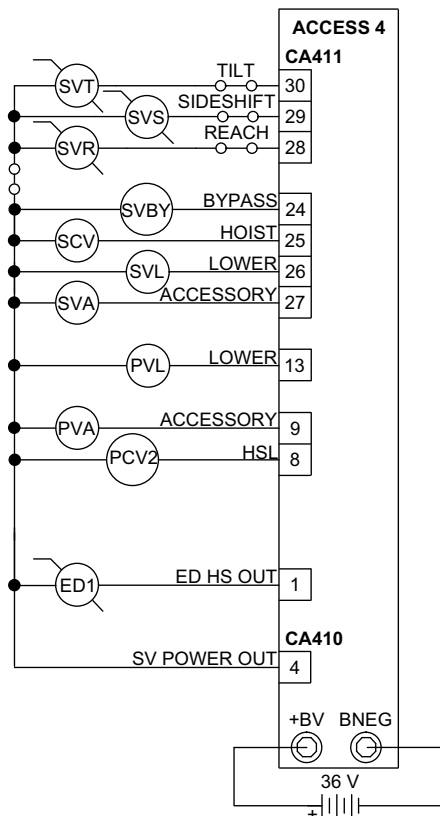 ACCESS 4
CA411
SVT TILT 30
SVS SIDESHIFT 29
SVR REACH 28
SVBY BYPASS 24
SCV HOIST 25
SVL LOWER 26
SVA ACCESSORY 27
PVL LOWER 13
PVA ACCESSORY 9
PCV2 HSL 8
ED1 ED HS OUT 1
CA410
SV POWER OUT 4
+BV BNEG
36 V
+